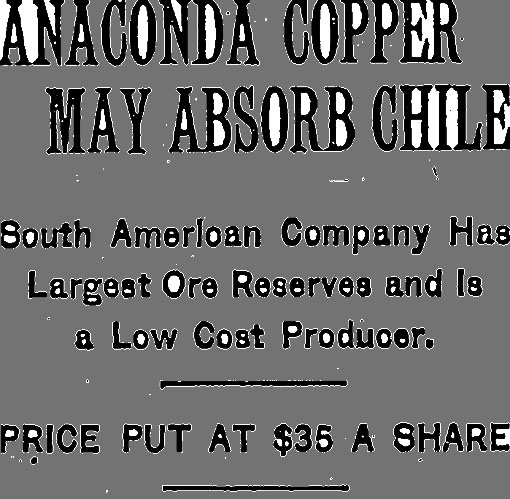 ANACONDA COPPER
MAY ABSORB CHILE
South American Company Has
Largest Ore Reserves and Is
a Low Cost Producer.
PRICE PUT AT $35 A SHARE